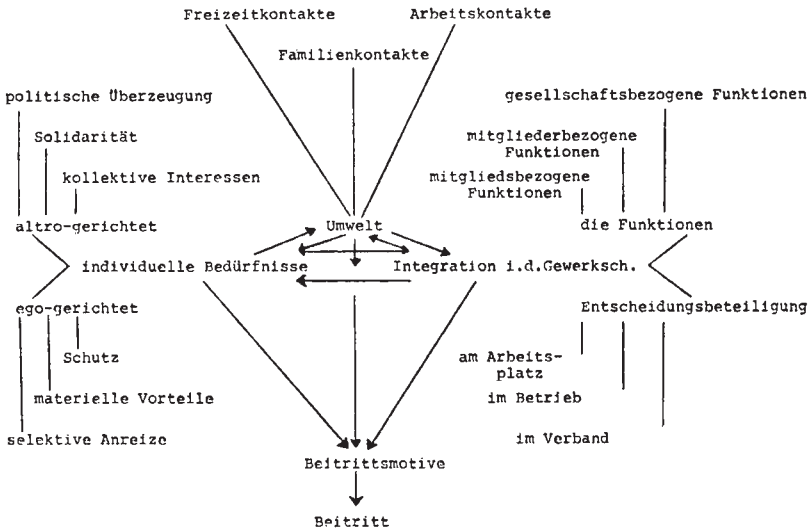 Freizeitkontakte
Arbeitskontakte
Familienkontakte
politische Überzeugung
gesellschaftsbezogene Funktionen
Solidarität
mitgliederbezogene
Funktionen
kollektive Interessen
mitgliedsbezogene
Funktionen
altro-gerichtet
Umwelt
die Funktionen
individuelle Bedürfnisse
Integration i.d.Gewerksch.
ego-gerichtet
Entscheidungsbeteiligung
Schutz
am Arbeits-
platz
materielle Vorteile
im Betrieb
selektive Anreize
im Verband
Beitrittsmotive
Beitritt